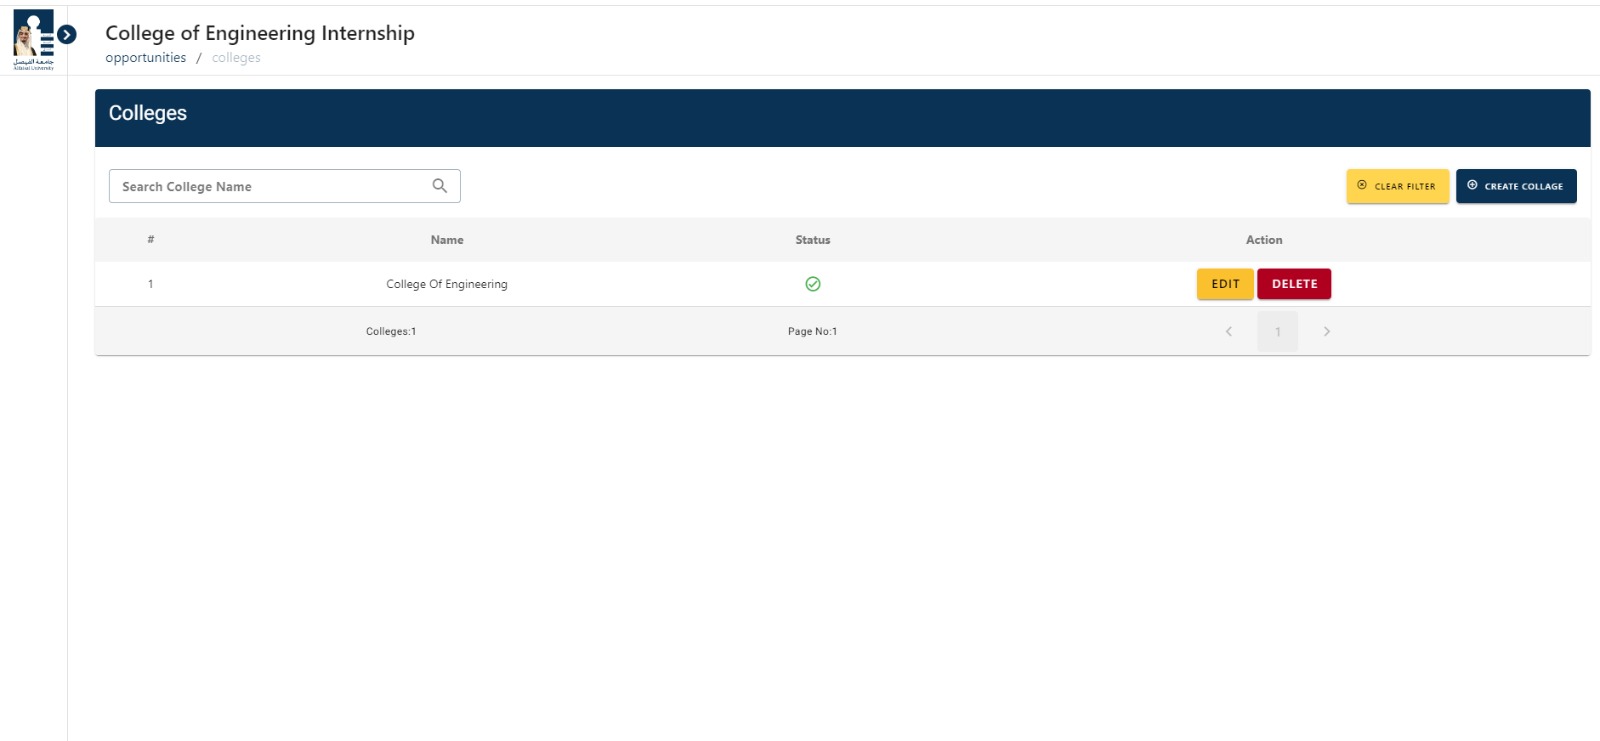 College of Engineering Internship
opportunities / colleges
جامعة الفيصل
Alfaisal University
Colleges
Search College Name
CLEAR FILTER
CREATE COLLAGE
# Name Status Action
1 College Of Engineering EDIT DELETE
Colleges:1 Page No:1 1